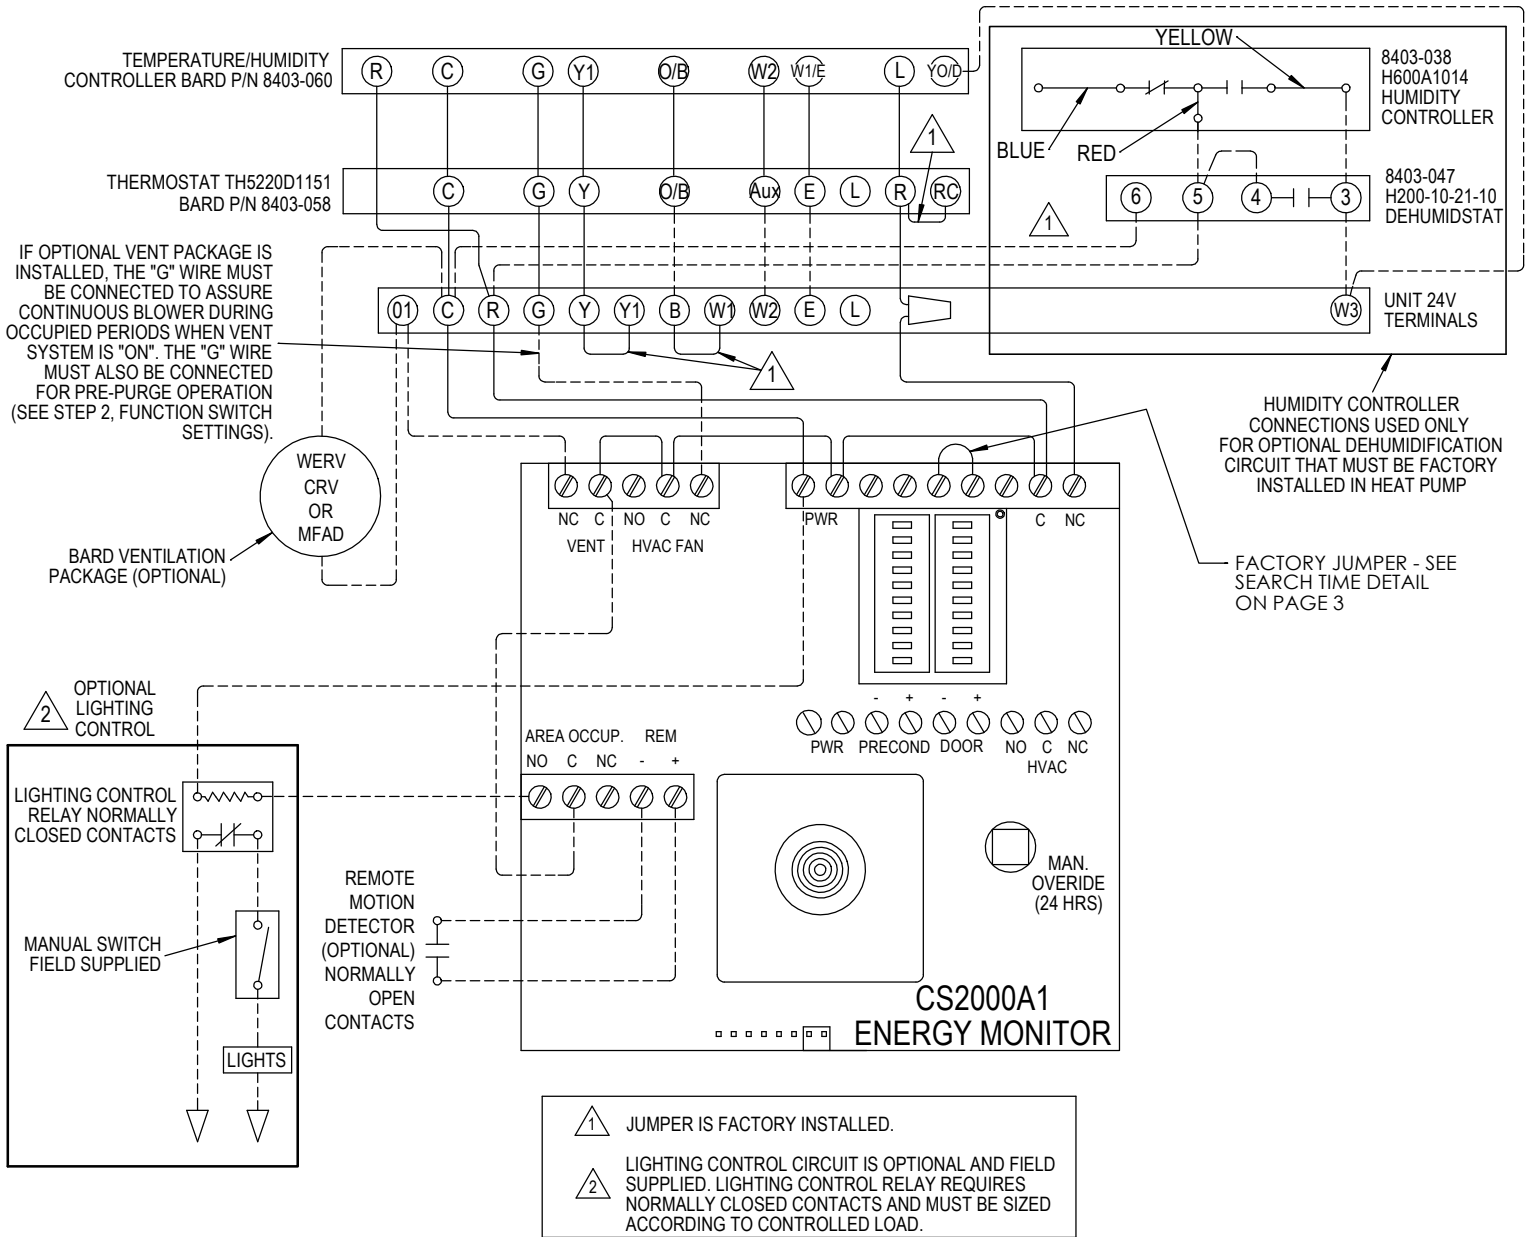 TEMPERATURE/HUMIDITY
CONTROLLER BARD P/N 8403-060
R C G Y1 O/B W2 W1/E L YO/D
YELLOW
BLUE
RED
8403-038
H600A1014
HUMIDITY
CONTROLLER
THERMOSTAT TH5220D1151
BARD P/N 8403-058
C G Y O/B Aux E L R RC
1
6 5 4 3
1
8403-047
H200-10-21-10
DEHUMIDSTAT
IF OPTIONAL VENT PACKAGE IS
INSTALLED, THE "G" WIRE MUST
BE CONNECTED TO ASSURE
CONTINUOUS BLOWER DURING
OCCUPIED PERIODS WHEN VENT
SYSTEM IS "ON". THE "G" WIRE
MUST ALSO BE CONNECTED
FOR PRE-PURGE OPERATION
(SEE STEP 2, FUNCTION SWITCH
SETTINGS).
01 C R G Y Y1 B W1 W2 E L W3
UNIT 24V
TERMINALS
1
HUMIDITY CONTROLLER
CONNECTIONS USED ONLY
FOR OPTIONAL DEHUMIDIFICATION
CIRCUIT THAT MUST BE FACTORY
INSTALLED IN HEAT PUMP
WERV
CRV
OR
MFAD
BARD VENTILATION
PACKAGE (OPTIONAL)
NC C NO C NC
VENT HVAC FAN
PWR C NC
FACTORY JUMPER - SEE
SEARCH TIME DETAIL
ON PAGE 3
2
OPTIONAL
LIGHTING
CONTROL
LIGHTING CONTROL
RELAY NORMALLY
CLOSED CONTACTS
MANUAL SWITCH
FIELD SUPPLIED
LIGHTS
AREA OCCUP. REM
NO C NC - +
- + - +
PWR PRECOND DOOR NO C NC
HVAC
REMOTE
MOTION
DETECTOR
(OPTIONAL)
NORMALLY
OPEN
CONTACTS
MAN.
OVERIDE
(24 HRS)
CS2000A1
ENERGY MONITOR
1 JUMPER IS FACTORY INSTALLED.
2 LIGHTING CONTROL CIRCUIT IS OPTIONAL AND FIELD
SUPPLIED. LIGHTING CONTROL RELAY REQUIRES
NORMALLY CLOSED CONTACTS AND MUST BE SIZED
ACCORDING TO CONTROLLED LOAD.